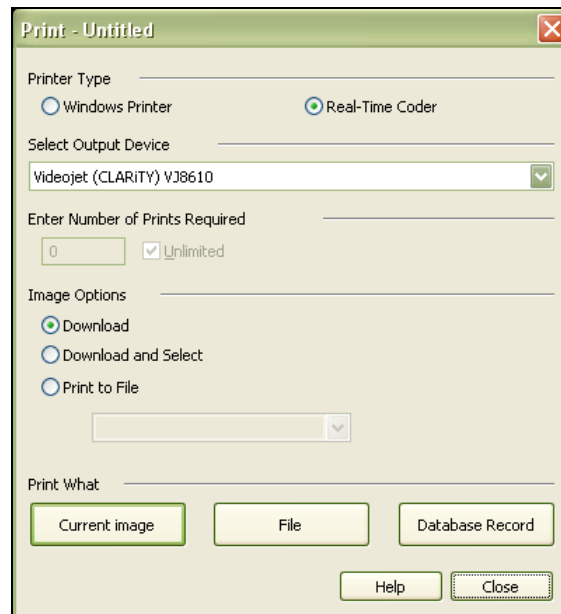 Print - Untitled
Printer Type
Windows Printer Real-Time Coder
Select Output Device
Videojet (CLARiTY) VJ8610
Enter Number of Prints Required
0 Unlimited
Image Options
Download
Download and Select
Print to File
Print What
Current image File Database Record
Help Close